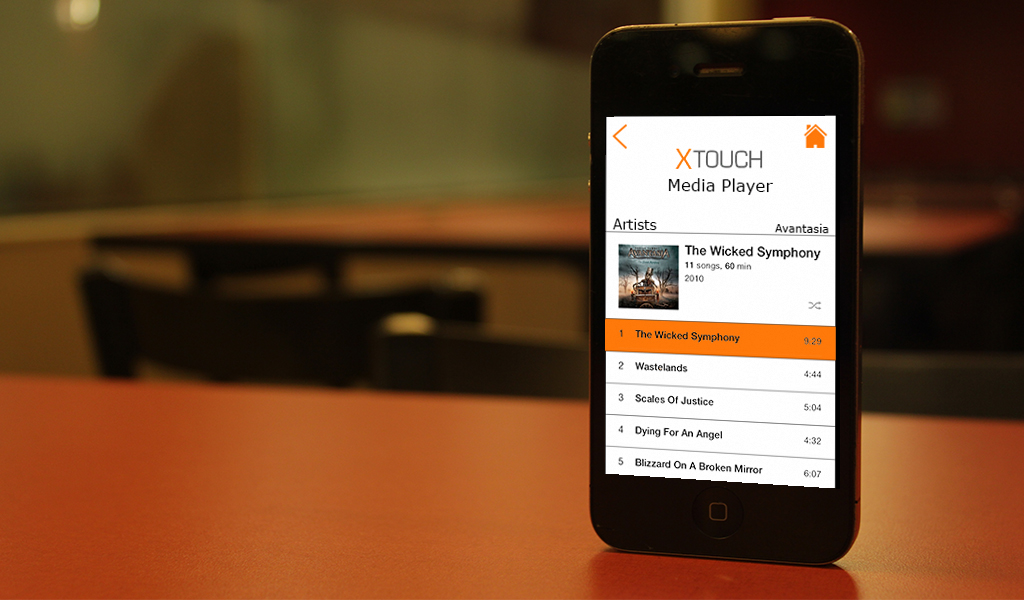 XTOUCH
Media Player
Artists Avantasia
The Wicked Symphony
11 songs, 60 min
2010
1 The Wicked Symphony 9.29
2 Wastelands 4:44
3 Scales Of Justice 5:04
4 Dying For An Angel 4:32
5 Blizzard On A Broken Mirror 6:07